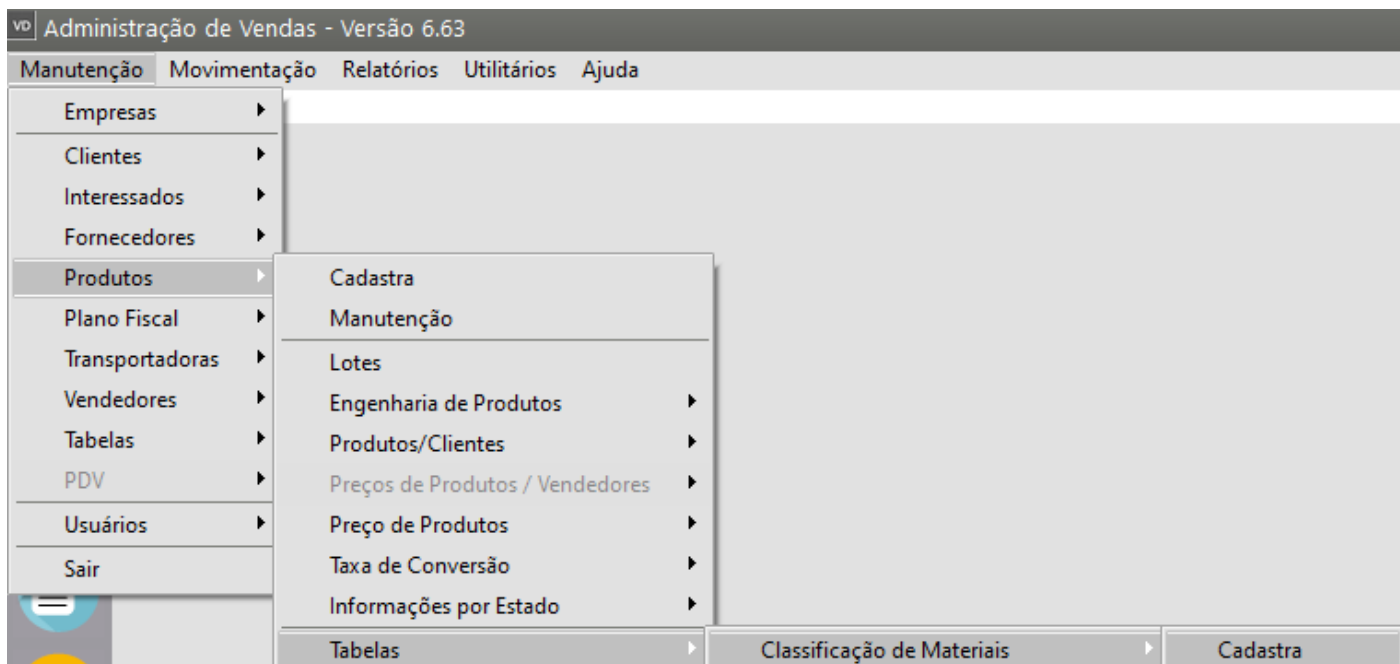 VD Administração de Vendas - Versão 6.63
Manutenção Movimentação Relatórios Utilitários Ajuda
Empresas
Clientes
Interessados
Fornecedores
Produtos
Plano Fiscal
Transportadoras
Vendedores
Tabelas
PDV
Usuários
Sair
Cadastra
Manutenção
Lotes
Engenharia de Produtos
Produtos/Clientes
Preços de Produtos / Vendedores
Preço de Produtos
Taxa de Conversão
Informações por Estado
Tabelas
Classificação de Materiais
Cadastra